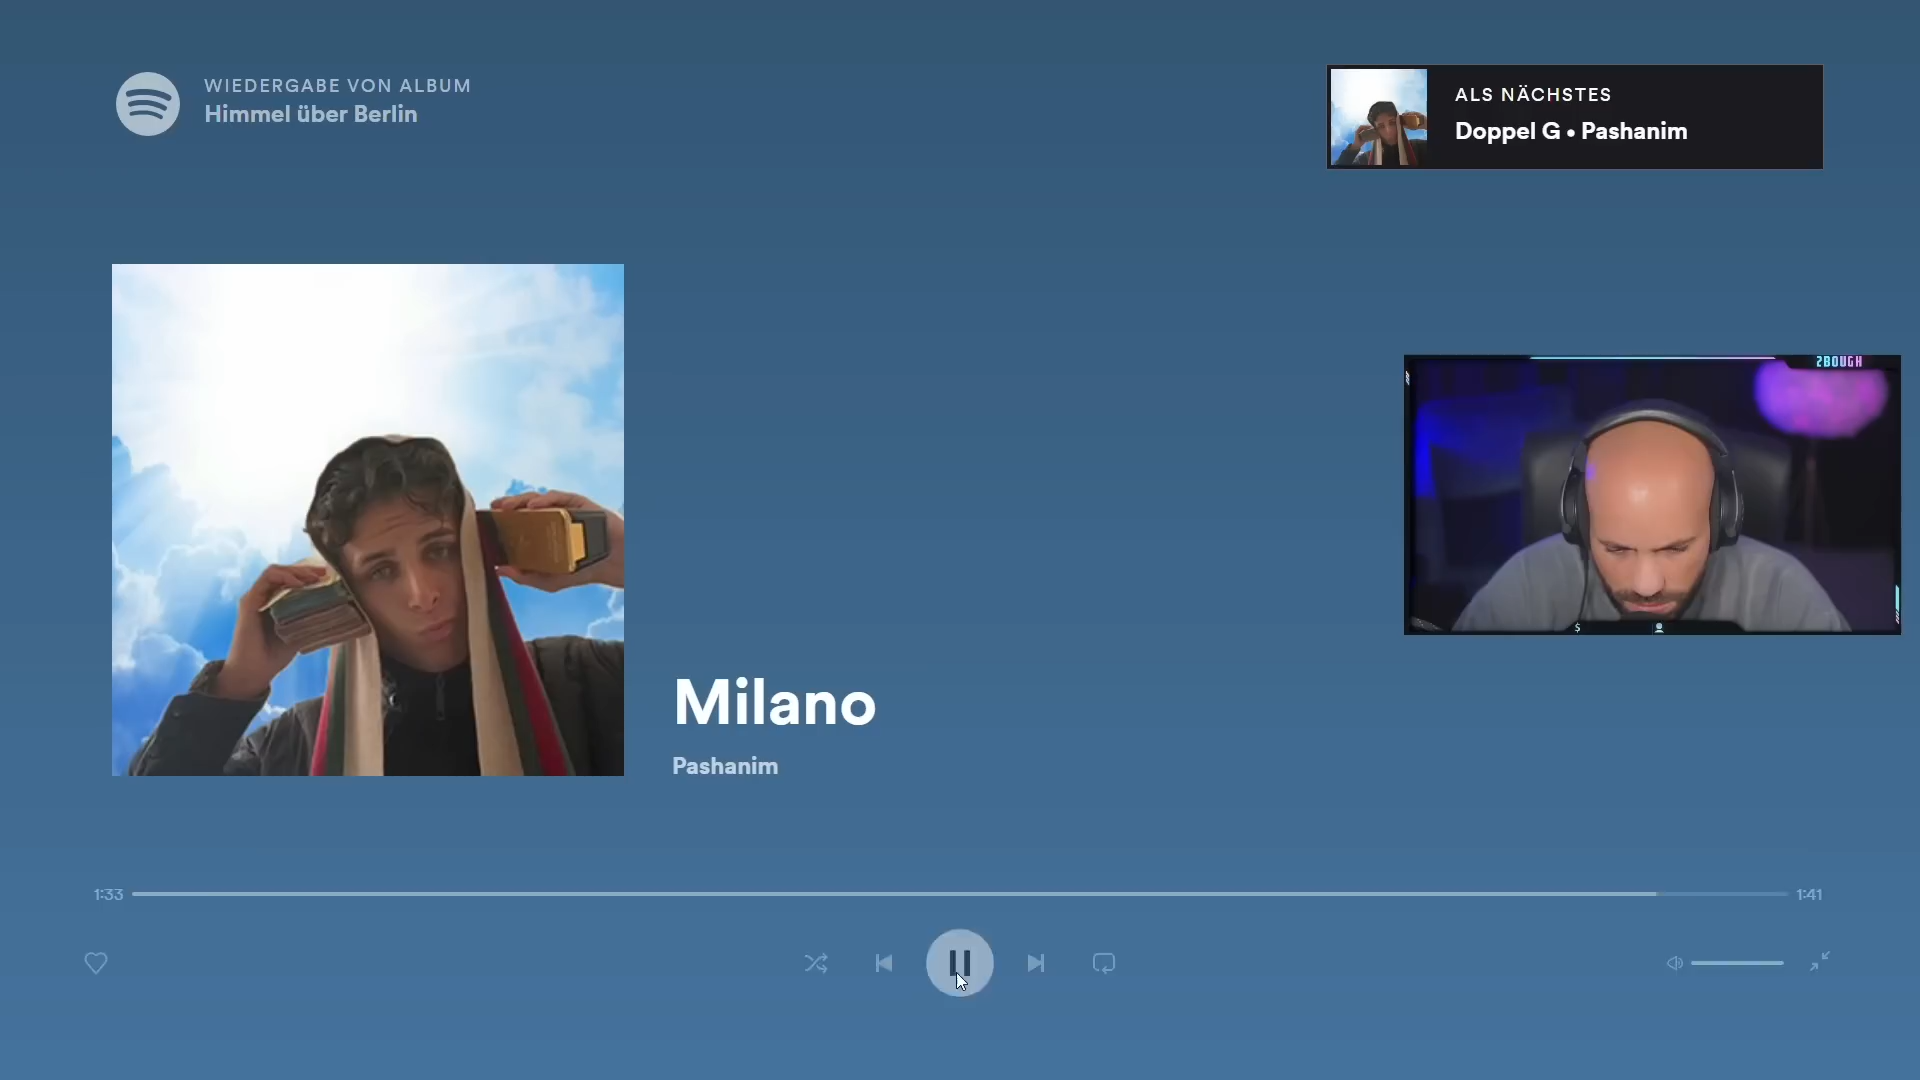 WIEDERGABE VON ALBUM
Himmel über Berlin
ALS NÄCHSTES
Doppel G • Pashanim
2BOUGH
$
Milano
Pashanim
1:33
1:41